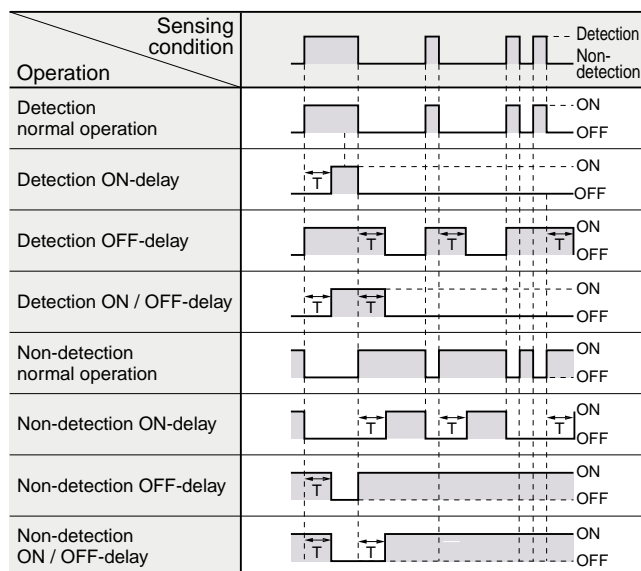 Sensing
condition
Operation
Detection
Non-
detection
Detection
normal operation
ON
OFF
Detection ON-delay
T
ON
OFF
Detection OFF-delay
T
T
T
ON
OFF
Detection ON / OFF-delay
T
T
ON
OFF
Non-detection
normal operation
ON
OFF
Non-detection ON-delay
T
T
T
ON
OFF
Non-detection OFF-delay
T
ON
OFF
Non-detection
ON / OFF-delay
T
T
ON
OFF